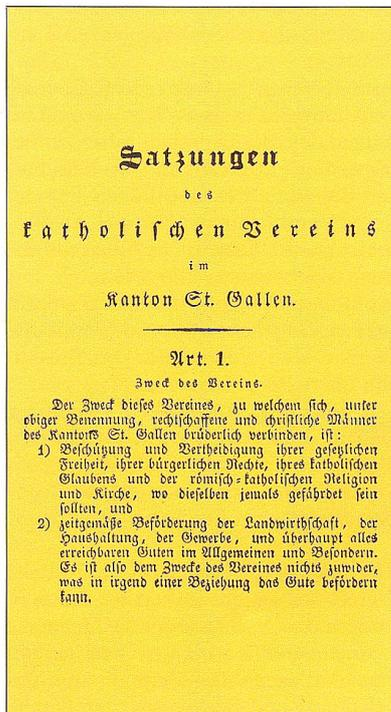 Satzungen
des
katholischen Vereins
im
Kanton St. Gallen.
Art. 1.
Zweck des Vereins.
Der Zweck dieses Vereines, zu welchem sich, unter
obiger Benennung, rechtschaffene und christliche Männer
des Kantons St. Gallen brüderlich verbinden, ist:
1) Beschützung und Vertheidigung ihrer gesetzlichen
Freiheit, ihrer bürgerlichen Rechte, ihres katholischen
Glaubens und der römisch-katholischen Religion
und Kirche, wo dieselben jemals gefährdet sein
sollten, und
2) zeitgemäße Beförderung der Landwirthschaft, der
Haushaltung, der Gewerbe, und überhaupt alles
erreichbaren Guten im Allgemeinen und Besondern.
Es ist also dem Zwecke des Vereines nichts zuwider,
was in irgend einer Beziehung das Gute befördern
kann.